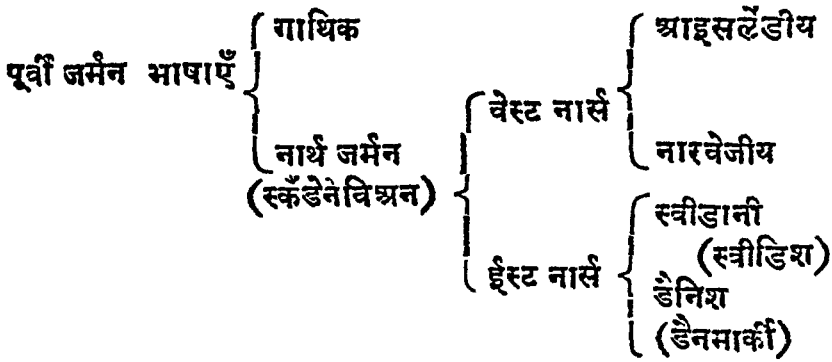 गाथिक
आइसलैंडीय
पूर्वी जर्मन भाषाएँ
वेस्ट नार्स
नार्थ जर्मन
नारवेजीय
(स्कैंडेनेविअन)
स्वीडानी
(स्वीडिश)
ईस्ट नार्स
डैनिश
(डैनमार्की)